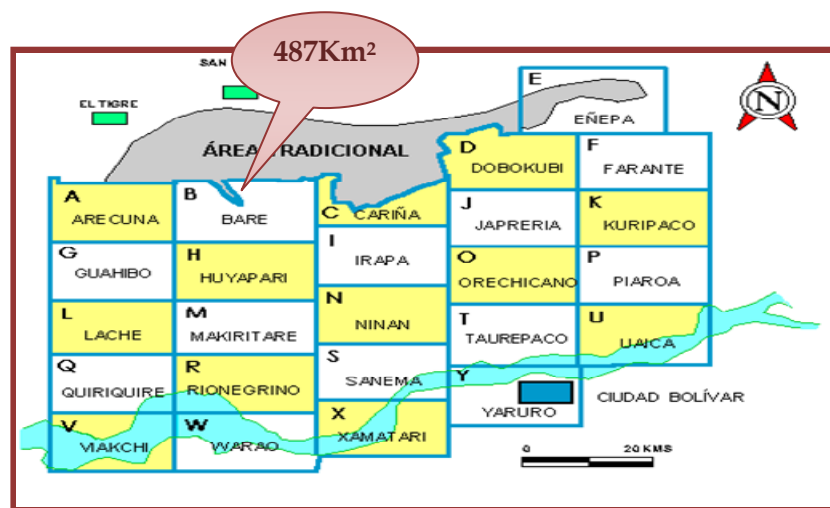 487Km²
SAN
EL TIGRE
E
EÑEPA
N
ÁREA TRADICIONAL
D
DOBOKUBI
F
FARANTE
A
ARECUNA
B
BARE
C CARIÑA
J
JAPRERIA
K
KURIPACO
G
GUAHIBO
H
HUYAPARI
I
IRAPA
O
ORECHICANO
P
PIAROA
L
LACHE
M
MAKIRITARE
N
NINAN
T
TAUREPACO
U
UAICA
Q
QUIRIQUIRE
R
RIONEGRINO
S
SANEMA
Y
YARURO
CIUDAD BOLÍVAR
V
VIAKCHI
W
WARAO
X
XAMATARI
0 20 KMS